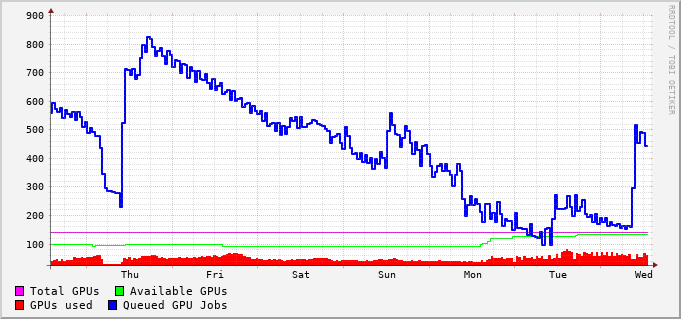 900
800
700
600
500
400
300
200
100
Thu Fri Sat Sun Mon Tue Wed
Total GPUs Available GPUs
GPUs used Queued GPU Jobs
RRDTOOL / TOBI OETIKER